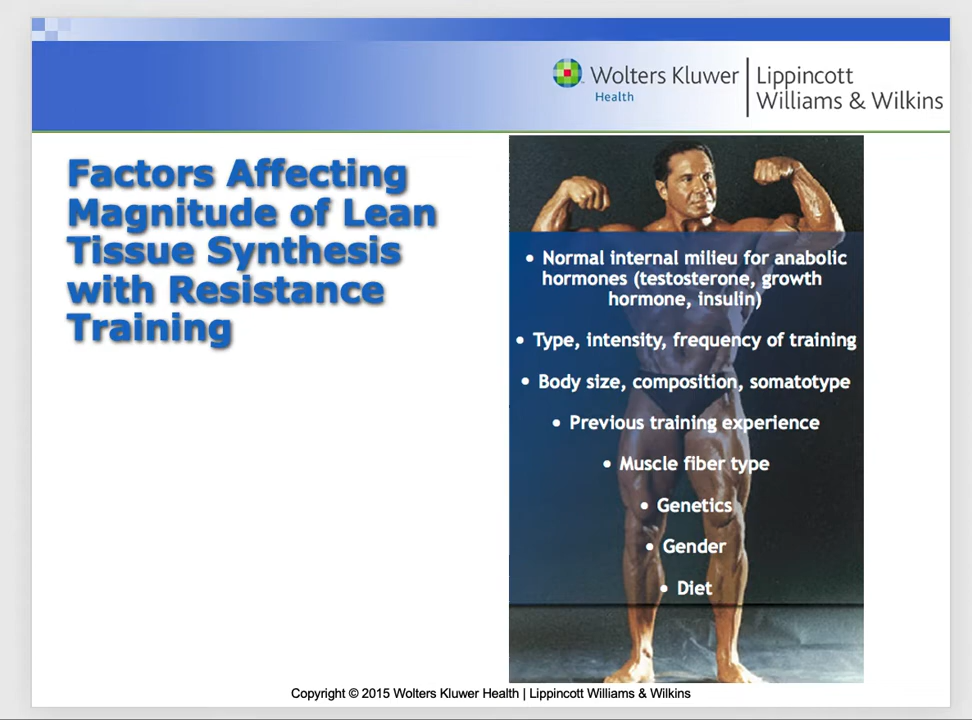 Wolters Kluwer
Health
Lippincott
Williams & Wilkins
Factors Affecting
Magnitude of Lean
Tissue Synthesis
with Resistance
Training
• Normal internal milieu for anabolic
hormones (testosterone, growth
hormone, insulin)
• Type, intensity, frequency of training
• Body size, composition, somatotype
• Previous training experience
• Muscle fiber type
• Genetics
• Gender
• Diet
Copyright © 2015 Wolters Kluwer Health | Lippincott Williams & Wilkins